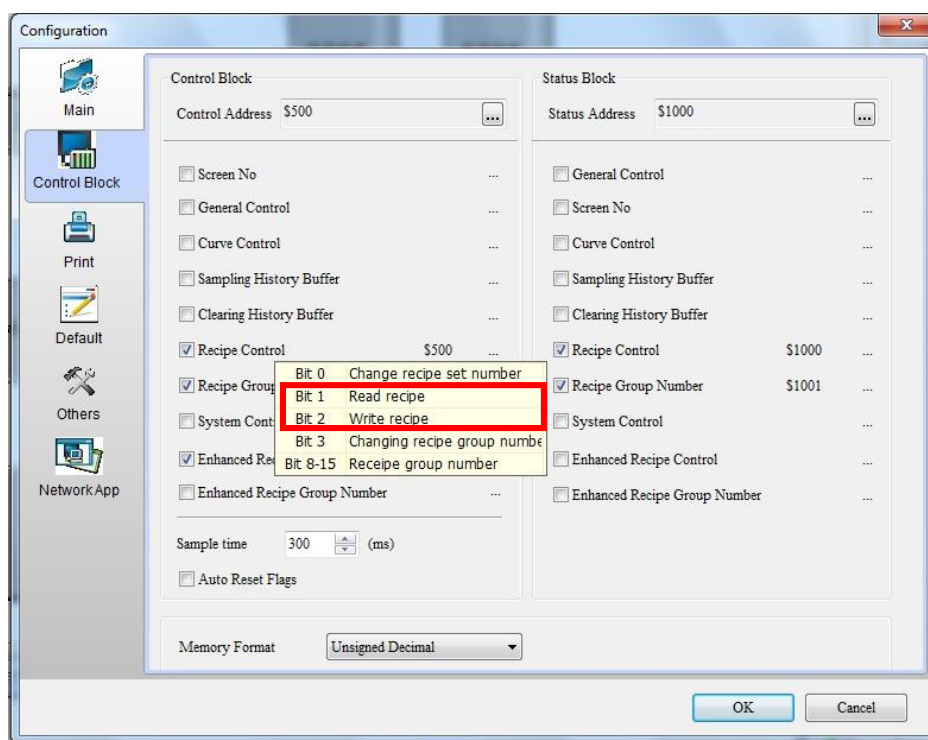 Configuration
Main
Control Block
Print
Default
Others
Network App
Control Block
Control Address $500 ...
Screen No ...
General Control ...
Curve Control ...
Sampling History Buffer ...
Clearing History Buffer ...
Recipe Control $500 ...
Recipe Group
System Cont
Enhanced Re
Enhanced Recipe Group Number ...
Bit 0 Change recipe set number
Bit 1 Read recipe
Bit 2 Write recipe
Bit 3 Changing recipe group numbe
Bit 8-15 Receipe group number
Sample time 300 (ms)
Auto Reset Flags
Status Block
Status Address $1000 ...
General Control ...
Screen No ...
Curve Control ...
Sampling History Buffer ...
Clearing History Buffer ...
Recipe Control $1000 ...
Recipe Group Number $1001 ...
System Control ...
Enhanced Recipe Control ...
Enhanced Recipe Group Number ...
Memory Format Unsigned Decimal
OK
Cancel